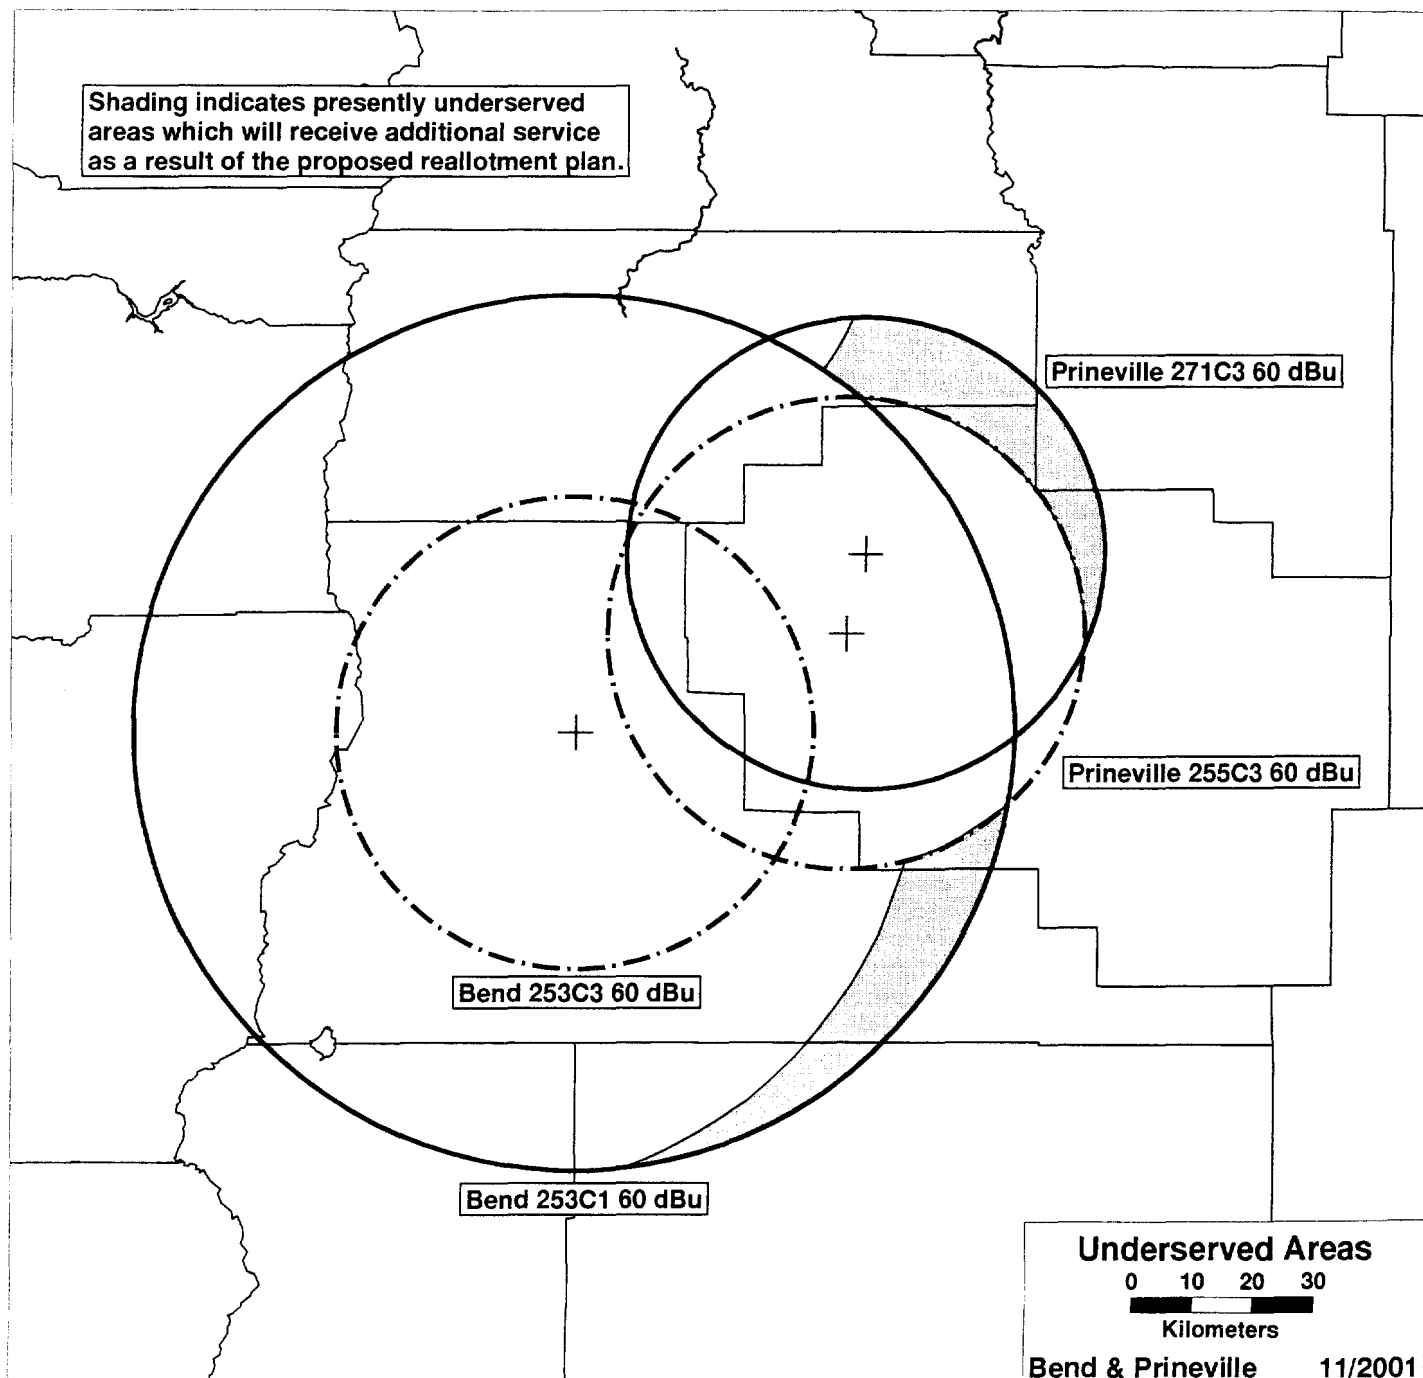 Shading indicates presently underserved
areas which will receive additional service
as a result of the proposed reallotment plan.
Prineville 271C3 60 dBu
Prineville 255C3 60 dBu
Bend 253C3 60 dBu
Bend 253C1 60 dBu
Underserved Areas
0 10 20 30
Kilometers
Bend & Prineville 11/2001